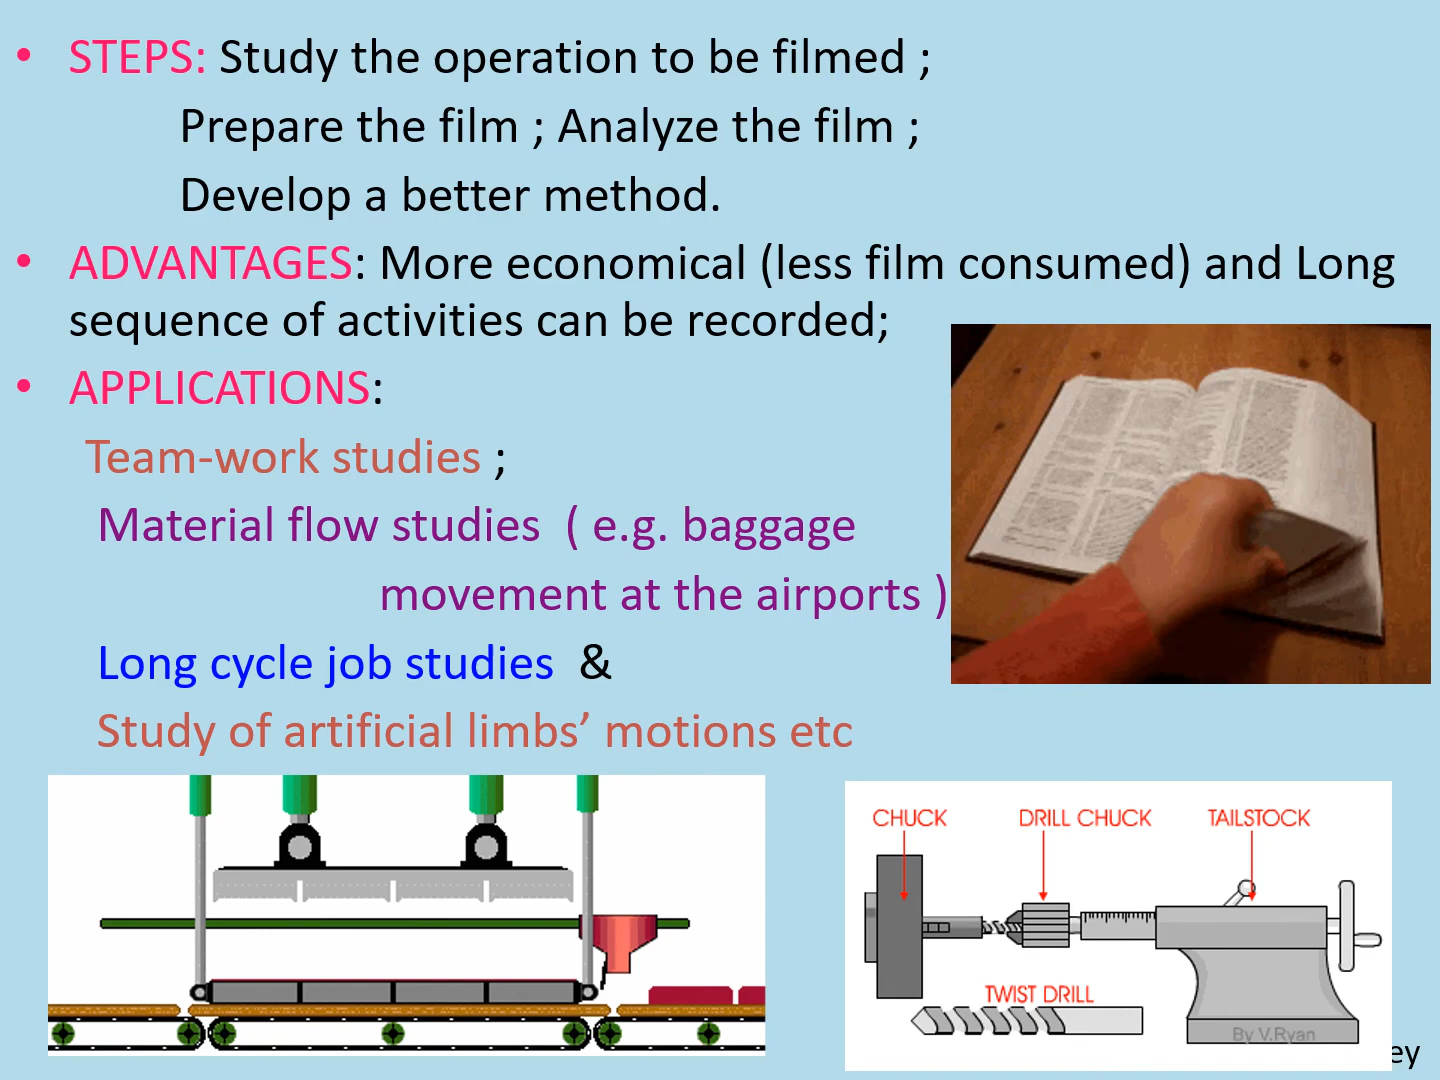 • STEPS: Study the operation to be filmed ;
Prepare the film ; Analyze the film ;
Develop a better method.
• ADVANTAGES: More economical (less film consumed) and Long
sequence of activities can be recorded;
• APPLICATIONS:
Team-work studies ;
Material flow studies ( e.g. baggage
movement at the airports )
Long cycle job studies &
Study of artificial limbs’ motions etc
CHUCK DRILL CHUCK TAILSTOCK
TWIST DRILL
By V.Ryan